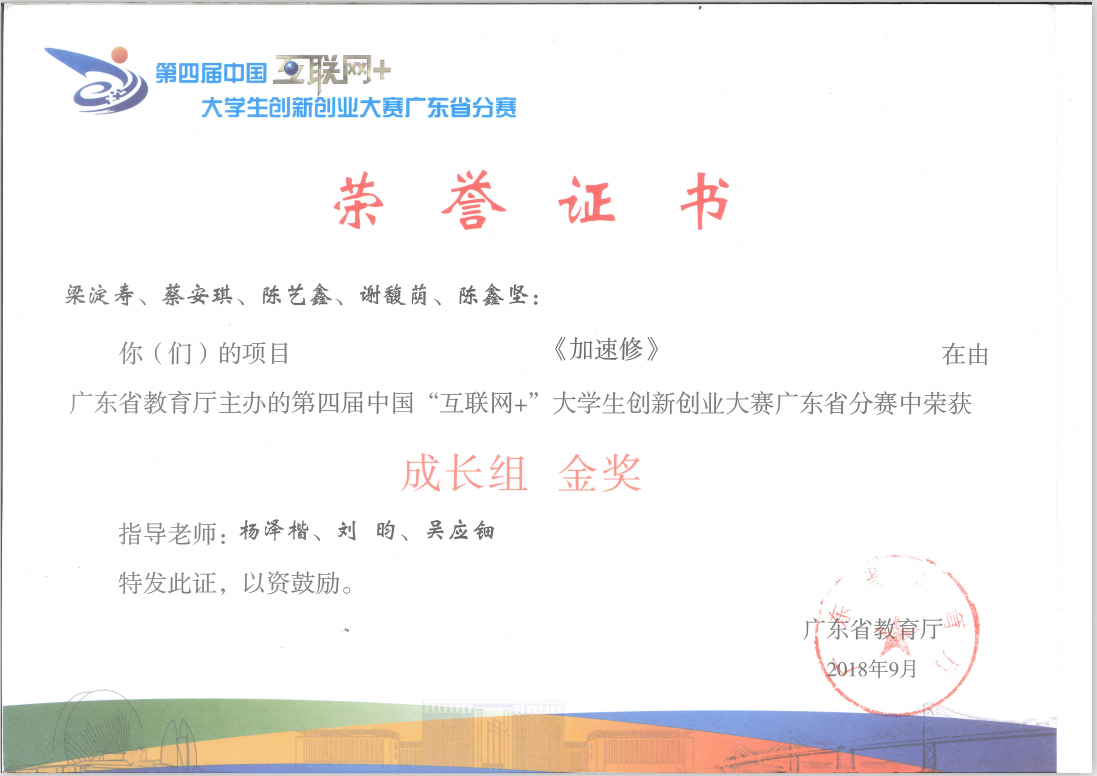 第四届中国互联网+
大学生创新创业大赛广东省分赛
荣誉证书
梁淀寿、蔡安琪、陈艺鑫、谢馥荫、陈鑫坚：
你（们）的项目 《加速修》 在由
广东省教育厅主办的第四届中国“互联网+”大学生创新创业大赛广东省分赛中荣获
成长组 金奖
指导老师：杨泽楷、刘 昀、吴应钿
特发此证，以资鼓励。
广东省教育厅
2018年9月